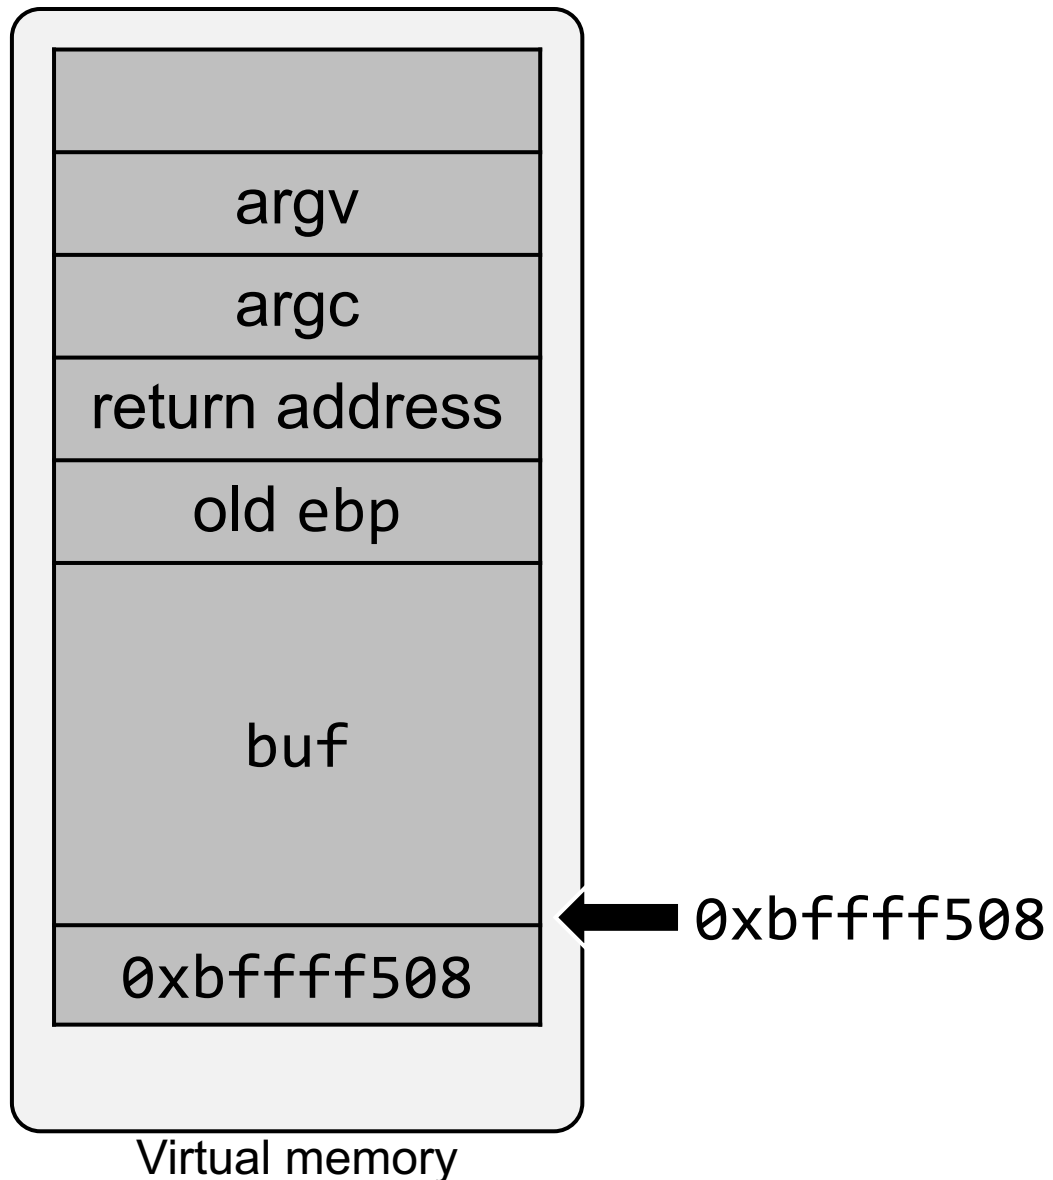 argv
argc
return address
old ebp
buf
0xbffff508
0xbffff508
Virtual memory